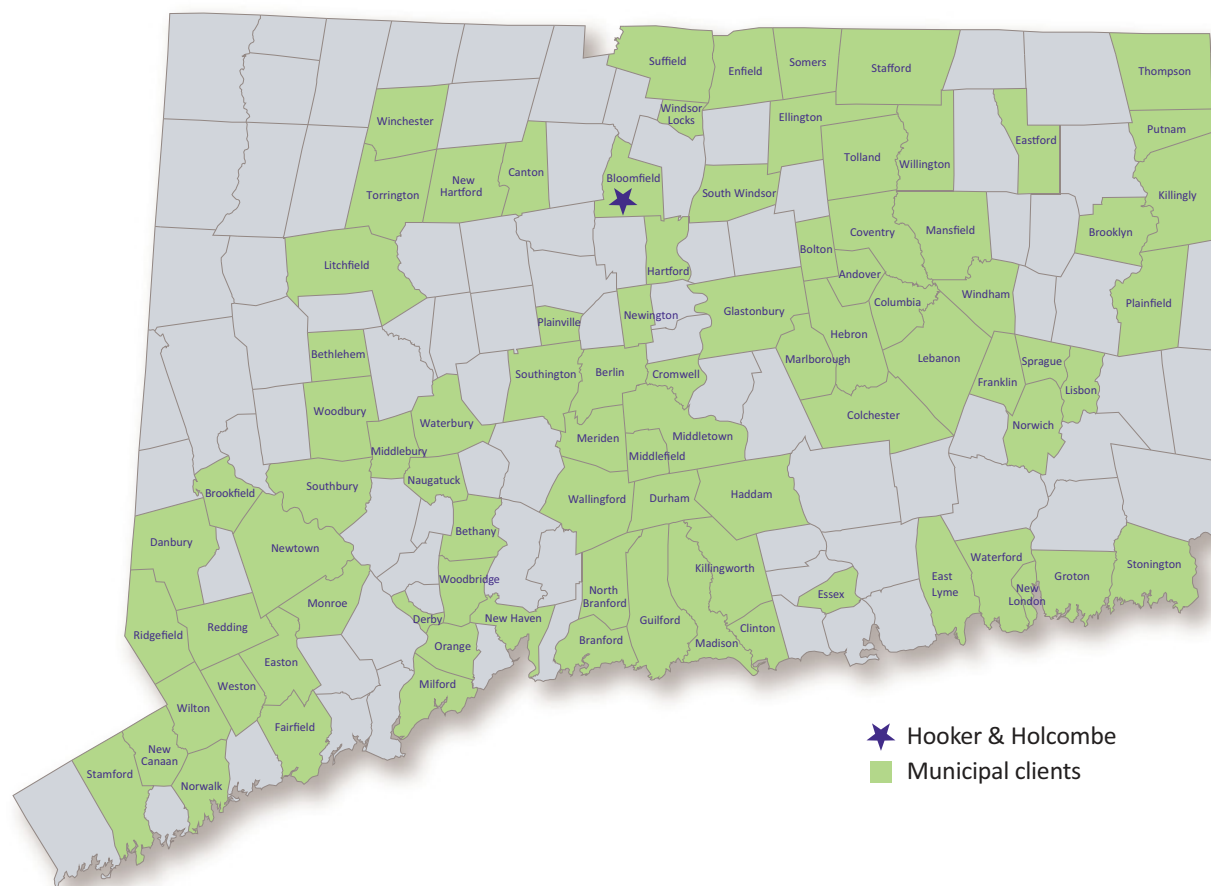 Suffield
Enfield
Somers
Stafford
Thompson
Windsor
Locks
Ellington
Winchester
Putnam
Eastford
Tolland
Willington
Canton
Bloomfield
New
Hartford
Torrington
South Windsor
Killingly
Coventry
Mansfield
Brooklyn
Bolton
Litchfield
Hartford
Andover
Windham
Columbia
Plainfield
Glastonbury
Newington
Plainville
Hebron
Bethlehem
Marlborough
Lebanon
Sprague
Southington
Berlin
Cromwell
Franklin
Lisbon
Woodbury
Colchester
Waterbury
Norwich
Meriden
Middletown
Middlebury
Middlefield
Naugatuck
Southbury
Brookfield
Wallingford
Durham
Haddam
Bethany
Danbury
Newtown
Waterford
Stonington
Killingworth
Woodbridge
Groton
East
Lyme
New
London
North
Branford
Essex
Monroe
Derby
New Haven
Guilford
Redding
Ridgefield
Branford
Clinton
Madison
Orange
Easton
Milford
Weston
Wilton
Fairfield
New
Canaan
Stamford
Norwalk
Hooker & Holcombe
Municipal clients